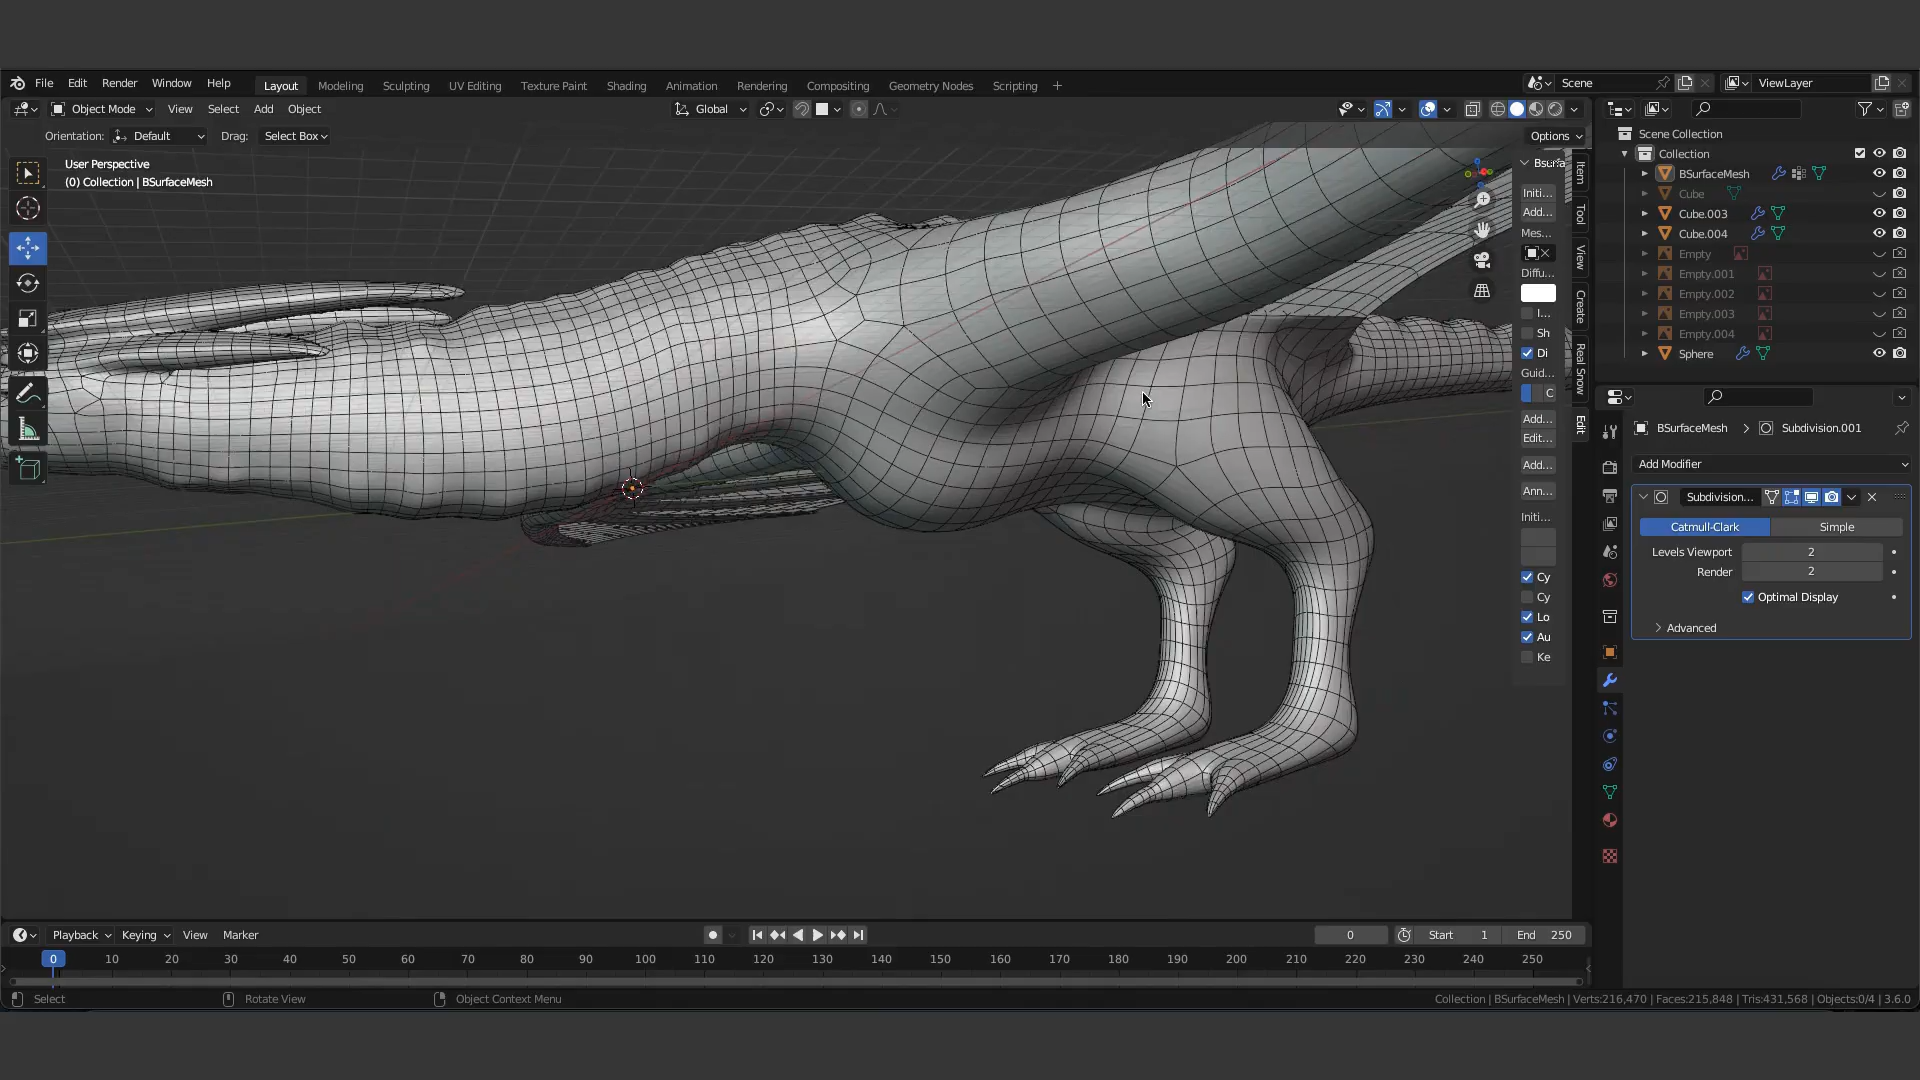 File Edit Render Window Help Layout Modeling Sculpting UV Editing Texture Paint Shading Animation Rendering Compositing Geometry Nodes Scripting + Scene ViewLayer
Object Mode View Select Add Object Global
Orientation: Default Drag: Select Box Options
User Perspective
(0) Collection | BSurfaceMesh
Initi...
Add...
Mes...
Diffu...
I...
Sh
Di
Guid...
C
Add...
Edit...
Add...
Ann...
Initi...
Cy
Cy
Lo
Au
Ke
Item
Tool
View
Create
Real Snow
Edit
Scene Collection
Collection
BSurfaceMesh
Cube
Cube.003
Cube.004
Empty
Empty.001
Empty.002
Empty.003
Empty.004
Sphere
BSurfaceMesh > Subdivision.001
Add Modifier
Subdivision...
Catmull-Clark Simple
Levels Viewport 2
Render 2
Optimal Display
Advanced
Playback Keying View Marker 0 Start 1 End 250
0 10 20 30 40 50 60 70 80 90 100 110 120 130 140 150 160 170 180 190 200 210 220 230 240 250
Select Rotate View Object Context Menu Collection | BSurfaceMesh | Verts:216,470 | Faces:215,848 | Tris:431,568 | Objects:0/4 | 3.6.0